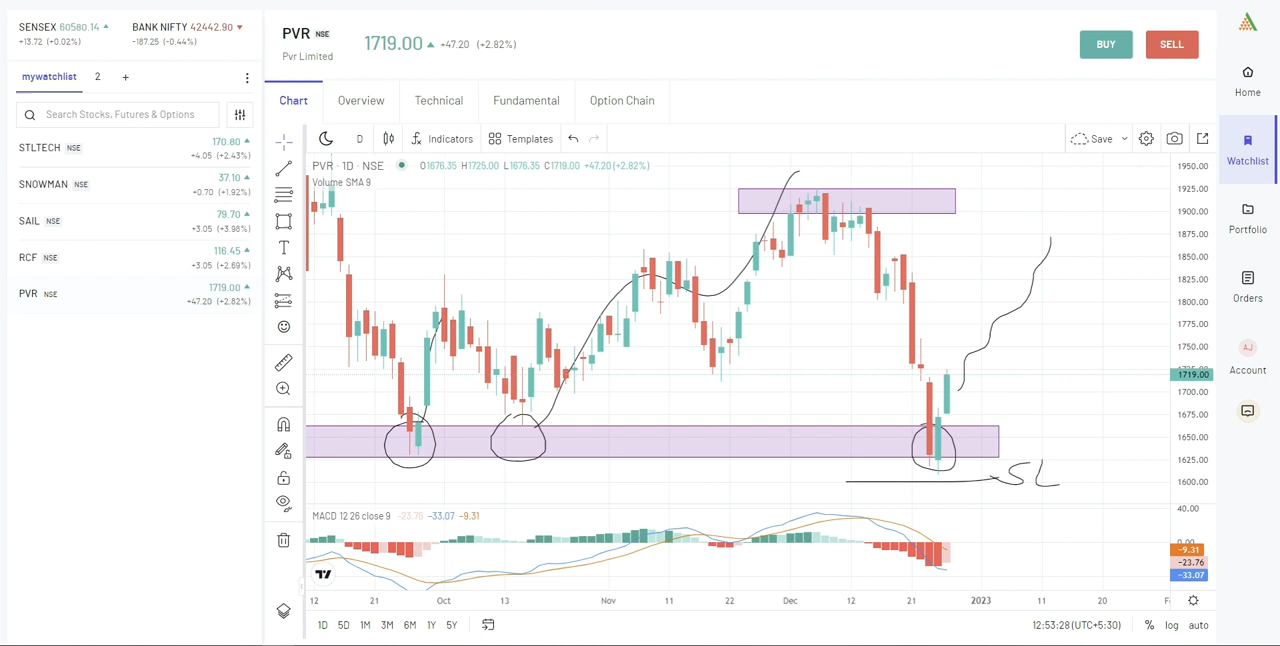 SENSEX 60580.14 BANK NIFTY 42442.90
+13.72 (+0.02%) -187.25 (-0.44%)
mywatchlist 2 +
Search Stocks, Futures & Options
STLTECH NSE 170.80
+4.05 (+2.43%)
SNOWMAN NSE 37.10
+0.70 (+1.92%)
SAIL NSE 79.70
+3.05 (+3.98%)
RCF NSE 116.45
+3.05 (+2.69%)
PVR NSE 1719.00
+47.20 (+2.82%)
PVR NSE
Pvr Limited
1719.00 +47.20 (+2.82%)
BUY SELL
Chart Overview Technical Fundamental Option Chain
D Indicators Templates Save
PVR · 1D · NSE O1676.35 H1725.00 L1676.35 C1719.00 +47.20 (+2.82%)
Volume SMA 9
1950.00
1925.00
1900.00
1875.00
1850.00
1825.00
1800.00
1775.00
1750.00
1719.00
1700.00
1675.00
1650.00
1625.00
1600.00
SL
MACD 12 26 close 9 -23.76 -33.07 -9.31
40.00
0.00
-9.31
-23.76
-33.07
12 21 Oct 13 Nov 11 22 Dec 12 21 2023 11 20
1D 5D 1M 3M 6M 1Y 5Y
12:53:28 (UTC+5:30) % log auto
Home
Watchlist
Portfolio
Orders
AJ
Account